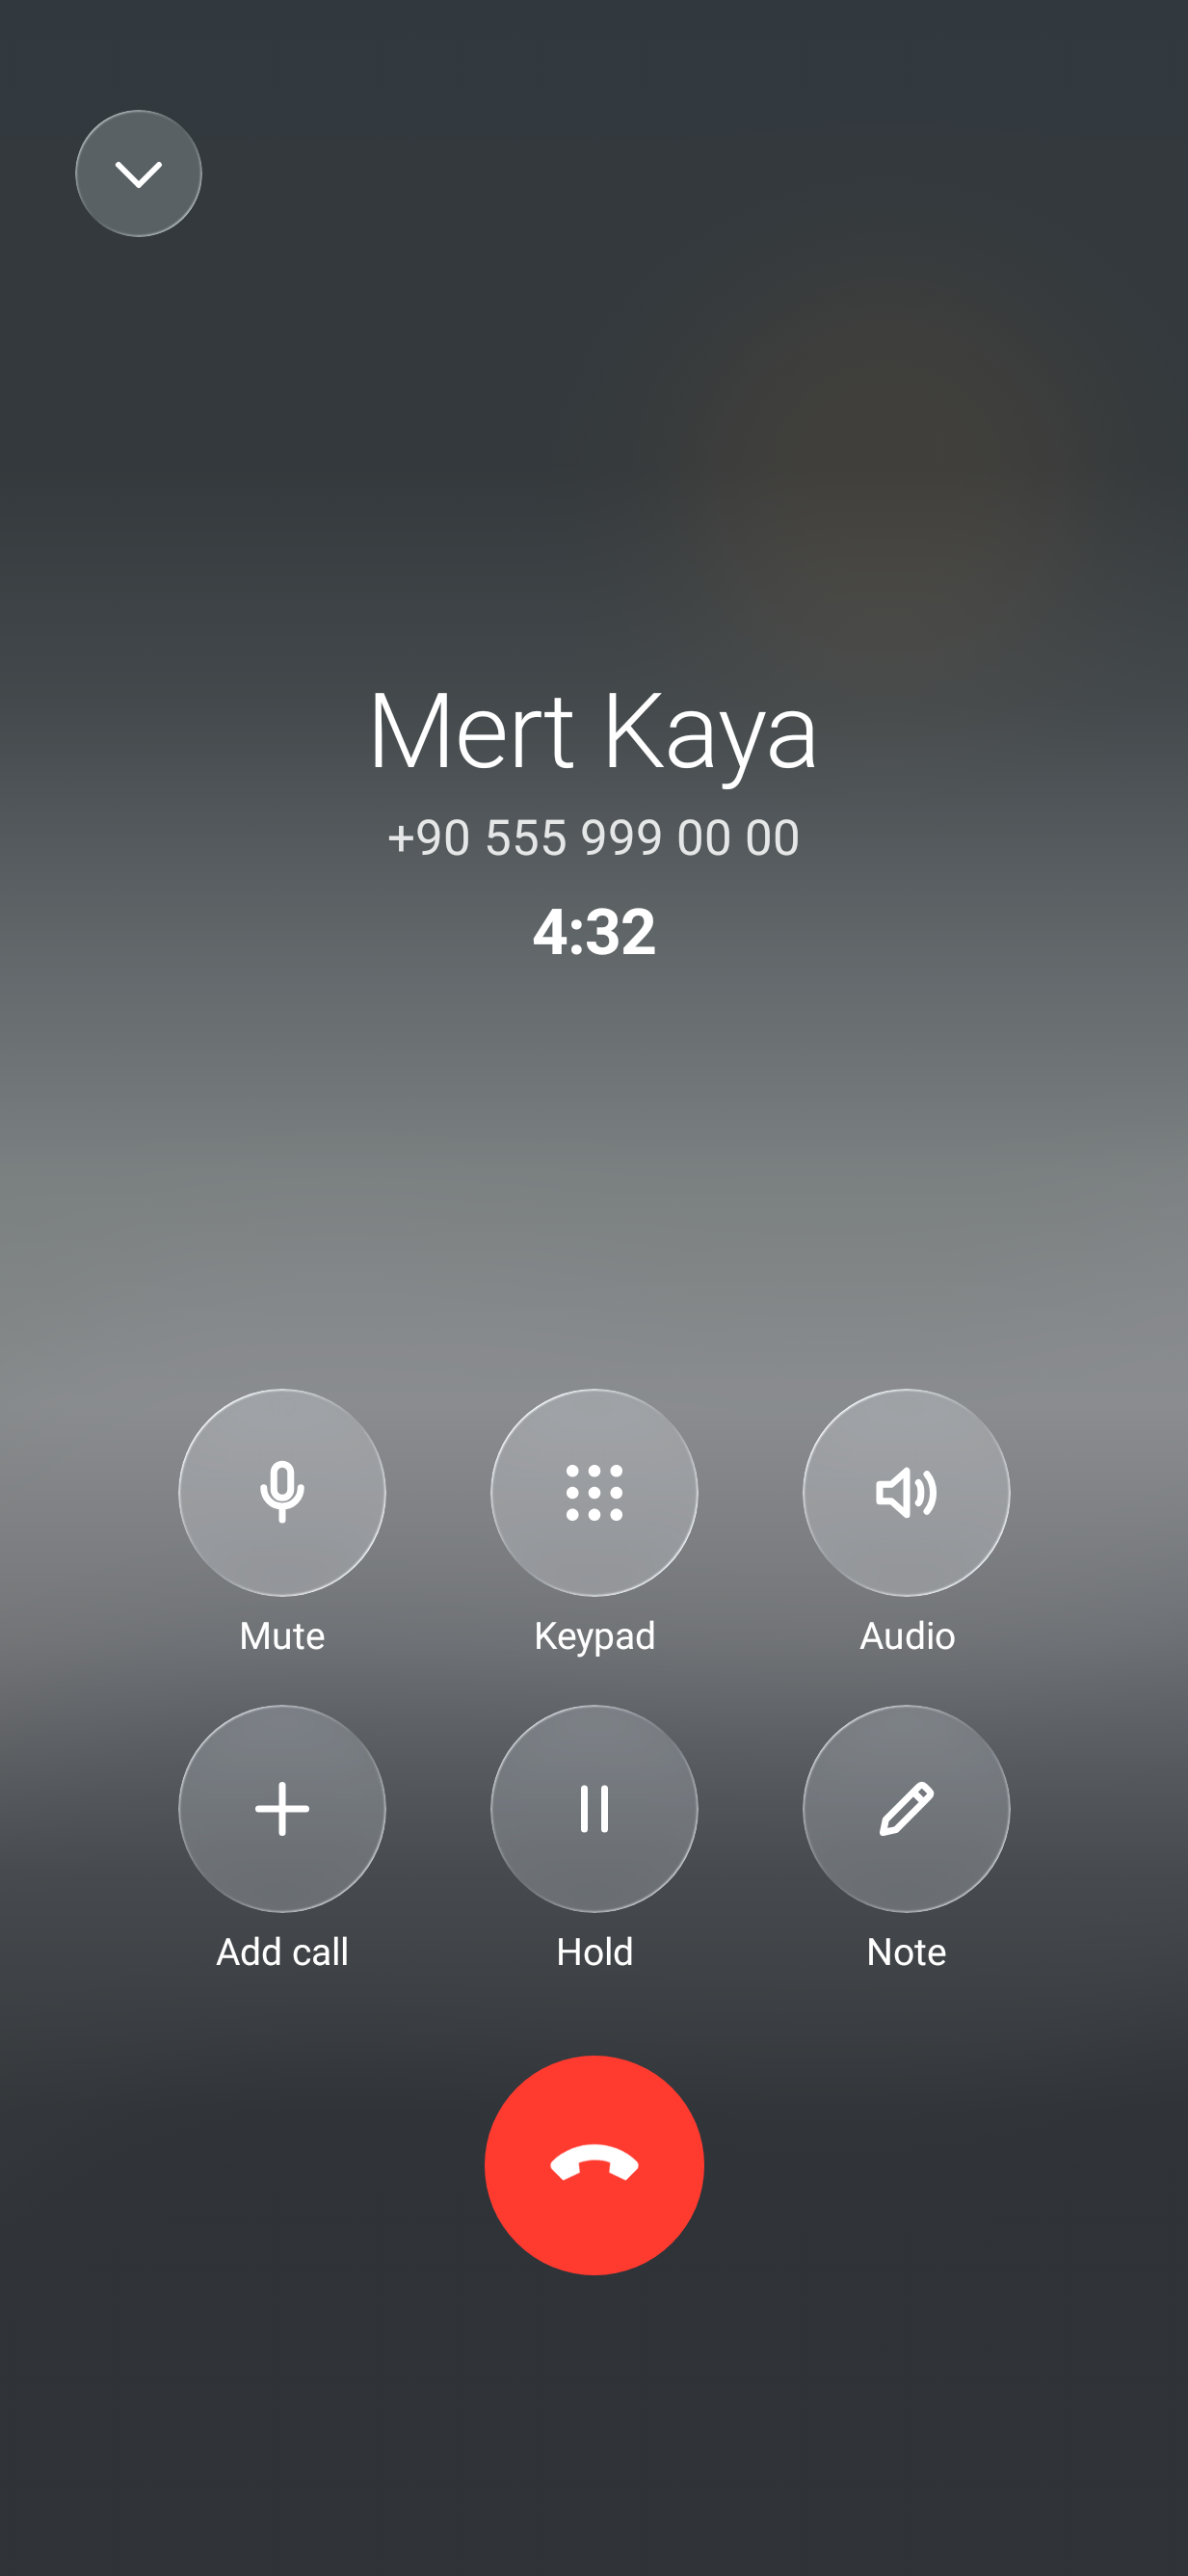 Mert Kaya
+90 555 999 00 00
4:32
Mute
Keypad
Audio
Add call
Hold
Note